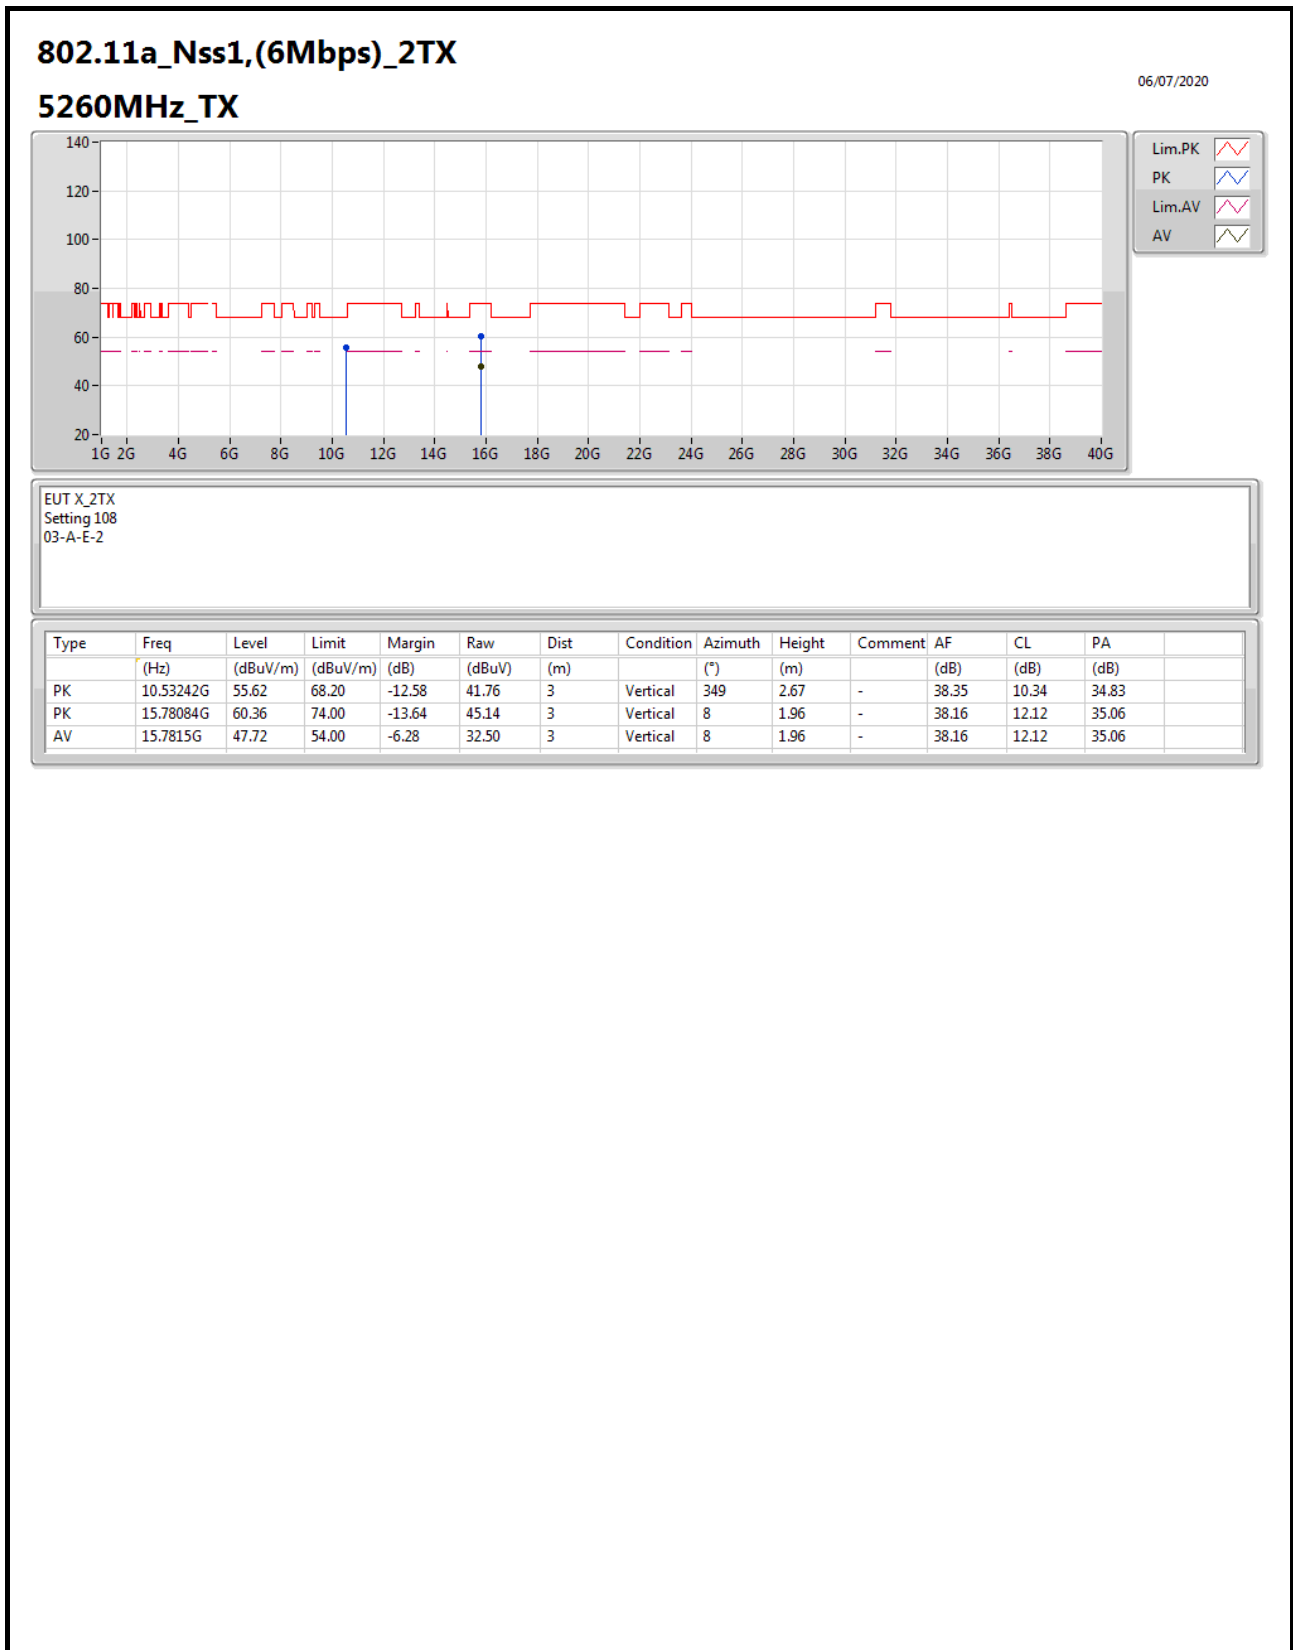 802.11a_Nss1,(6Mbps)_2TX
06/07/2020
5260MHz_TX
140
120
100
80
60
40
20
1G 2G 4G 6G 8G 10G 12G 14G 16G 18G 20G 22G 24G 26G 28G 30G 32G 34G 36G 38G 40G
Lim.PK
PK
Lim.AV
AV
EUT X_2TX
Setting 108
03-A-E-2
Type Freq Level Limit Margin Raw Dist Condition Azimuth Height Comment AF CL PA
(Hz) (dBuV/m) (dBuV/m) (dB) (dBuV) (m) (°) (m) (dB) (dB) (dB)
PK 10.53242G 55.62 68.20 -12.58 41.76 3 Vertical 349 2.67 - 38.35 10.34 34.83
PK 15.78084G 60.36 74.00 -13.64 45.14 3 Vertical 8 1.96 - 38.16 12.12 35.06
AV 15.7815G 47.72 54.00 -6.28 32.50 3 Vertical 8 1.96 - 38.16 12.12 35.06